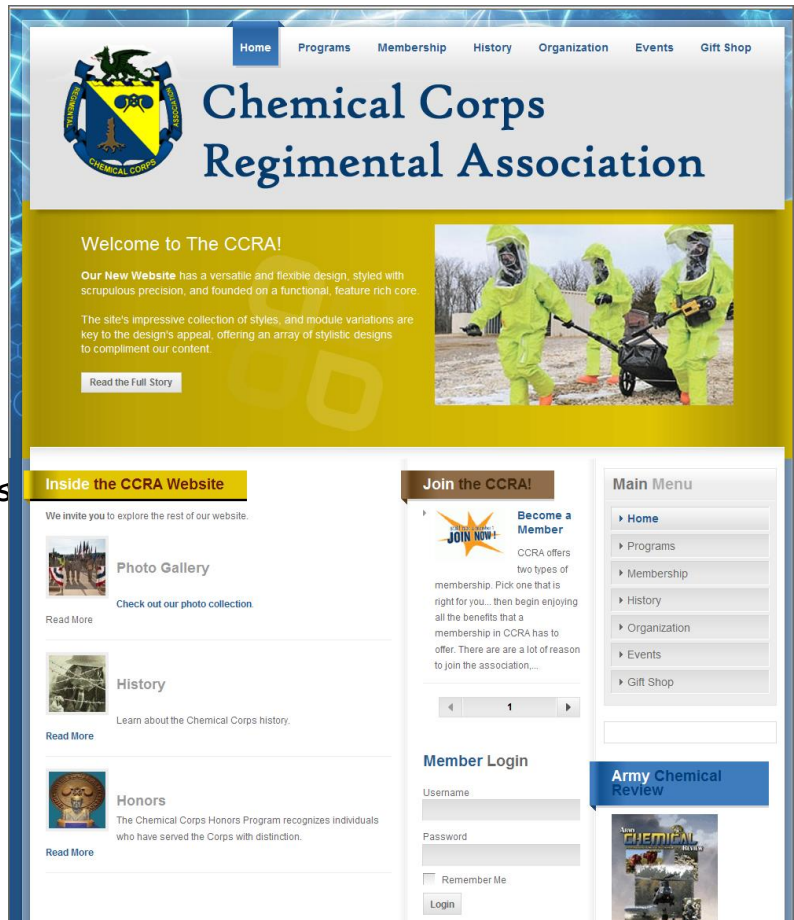 Home Programs Membership History Organization Events Gift Shop
REGIMENTAL
ASSOCIATION
CHEMICAL CORPS
Chemical Corps
Regimental Association
Welcome to The CCRA!
Our New Website has a versatile and flexible design, styled with
scrupulous precision, and founded on a functional, feature rich core.
The site's impressive collection of styles, and module variations are
key to the design's appeal, offering an array of stylistic designs
to compliment our content.
Read the Full Story
s
Inside the CCRA Website
We invite you to explore the rest of our website.
Photo Gallery
Check out our photo collection.
Read More
History
Learn about the Chemical Corps history.
Read More
Honors
The Chemical Corps Honors Program recognizes individuals
who have served the Corps with distinction.
Read More
Join the CCRA!
JOIN NOW!
Become a
Member
CCRA offers
two types of
membership. Pick one that is
right for you... then begin enjoying
all the benefits that a
membership in CCRA has to
offer. There are are a lot of reason
to join the association,...
1
Member Login
Username
Password
Remember Me
Login
Main Menu
Home
Programs
Membership
History
Organization
Events
Gift Shop
Army Chemical
Review
Army
CHEMICAL
REVIEW